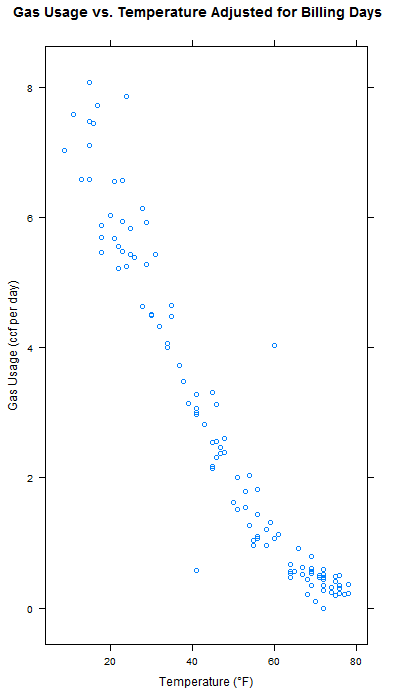 Gas Usage vs. Temperature Adjusted for Billing Days
8
6
4
2
0
Gas Usage (ccf per day)
20 40 60 80
Temperature (°F)